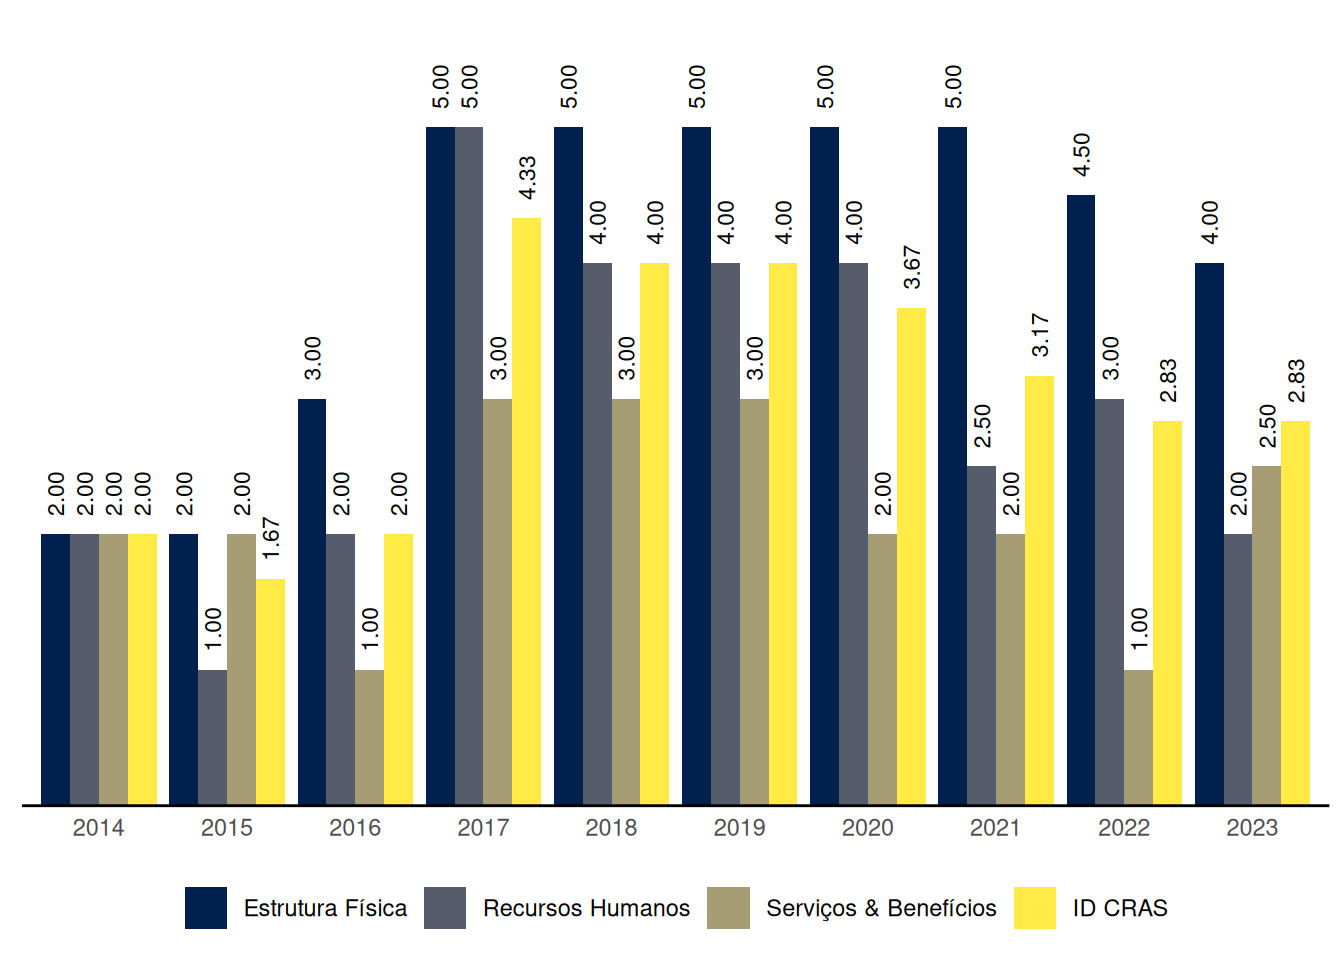 5.00 5.00 5.00 5.00 5.00 5.00
4.50
4.33
4.00 4.00 4.00 4.00 4.00 4.00
3.67
3.00 3.00 3.00 3.00 3.17 3.00
2.83 2.83
2.50 2.50
2.00 2.00 2.00 2.00 2.00 2.00 2.00 2.00 2.00 2.00 2.00
1.67
1.00 1.00 1.00
2014 2015 2016 2017 2018 2019 2020 2021 2022 2023
Estrutura Física Recursos Humanos Serviços & Benefícios ID CRAS